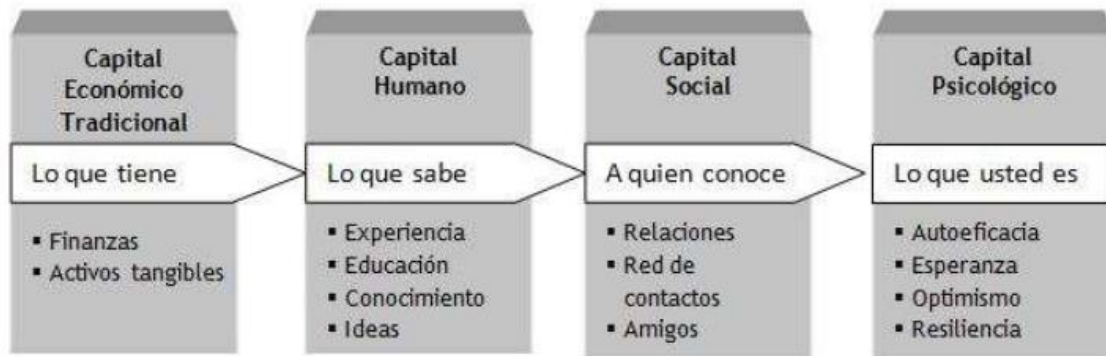 Capital
Económico
Tradicional
Lo que tiene
▪ Finanzas
▪ Activos tangibles
Capital
Humano
Lo que sabe
▪ Experiencia
▪ Educación
▪ Conocimiento
▪ Ideas
Capital
Social
A quien conoce
▪ Relaciones
▪ Red de
contactos
▪ Amigos
Capital
Psicológico
Lo que usted es
▪ Autoeficacia
▪ Esperanza
▪ Optimismo
▪ Resiliencia